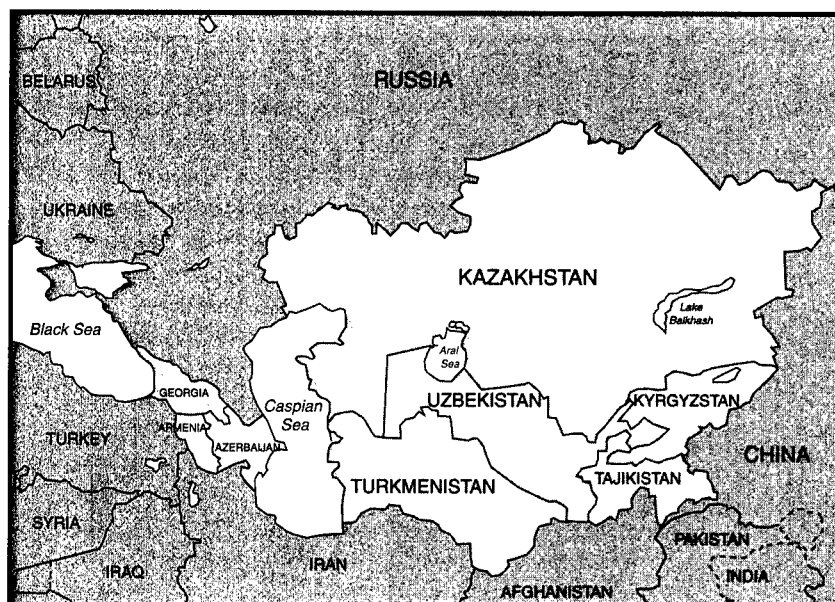 BELARUS
RUSSIA
UKRAINE
KAZAKHSTAN
Lake
Balkhash
Black Sea
Aral
Sea
GEORGIA
UZBEKISTAN
KYRGYZSTAN
Caspian
Sea
ARMENIA
TURKEY
AZERBAIJAN
CHINA
TURKMENISTAN
TAJIKISTAN
SYRIA
PAKISTAN
IRAN
IRAQ
INDIA
AFGHANISTAN